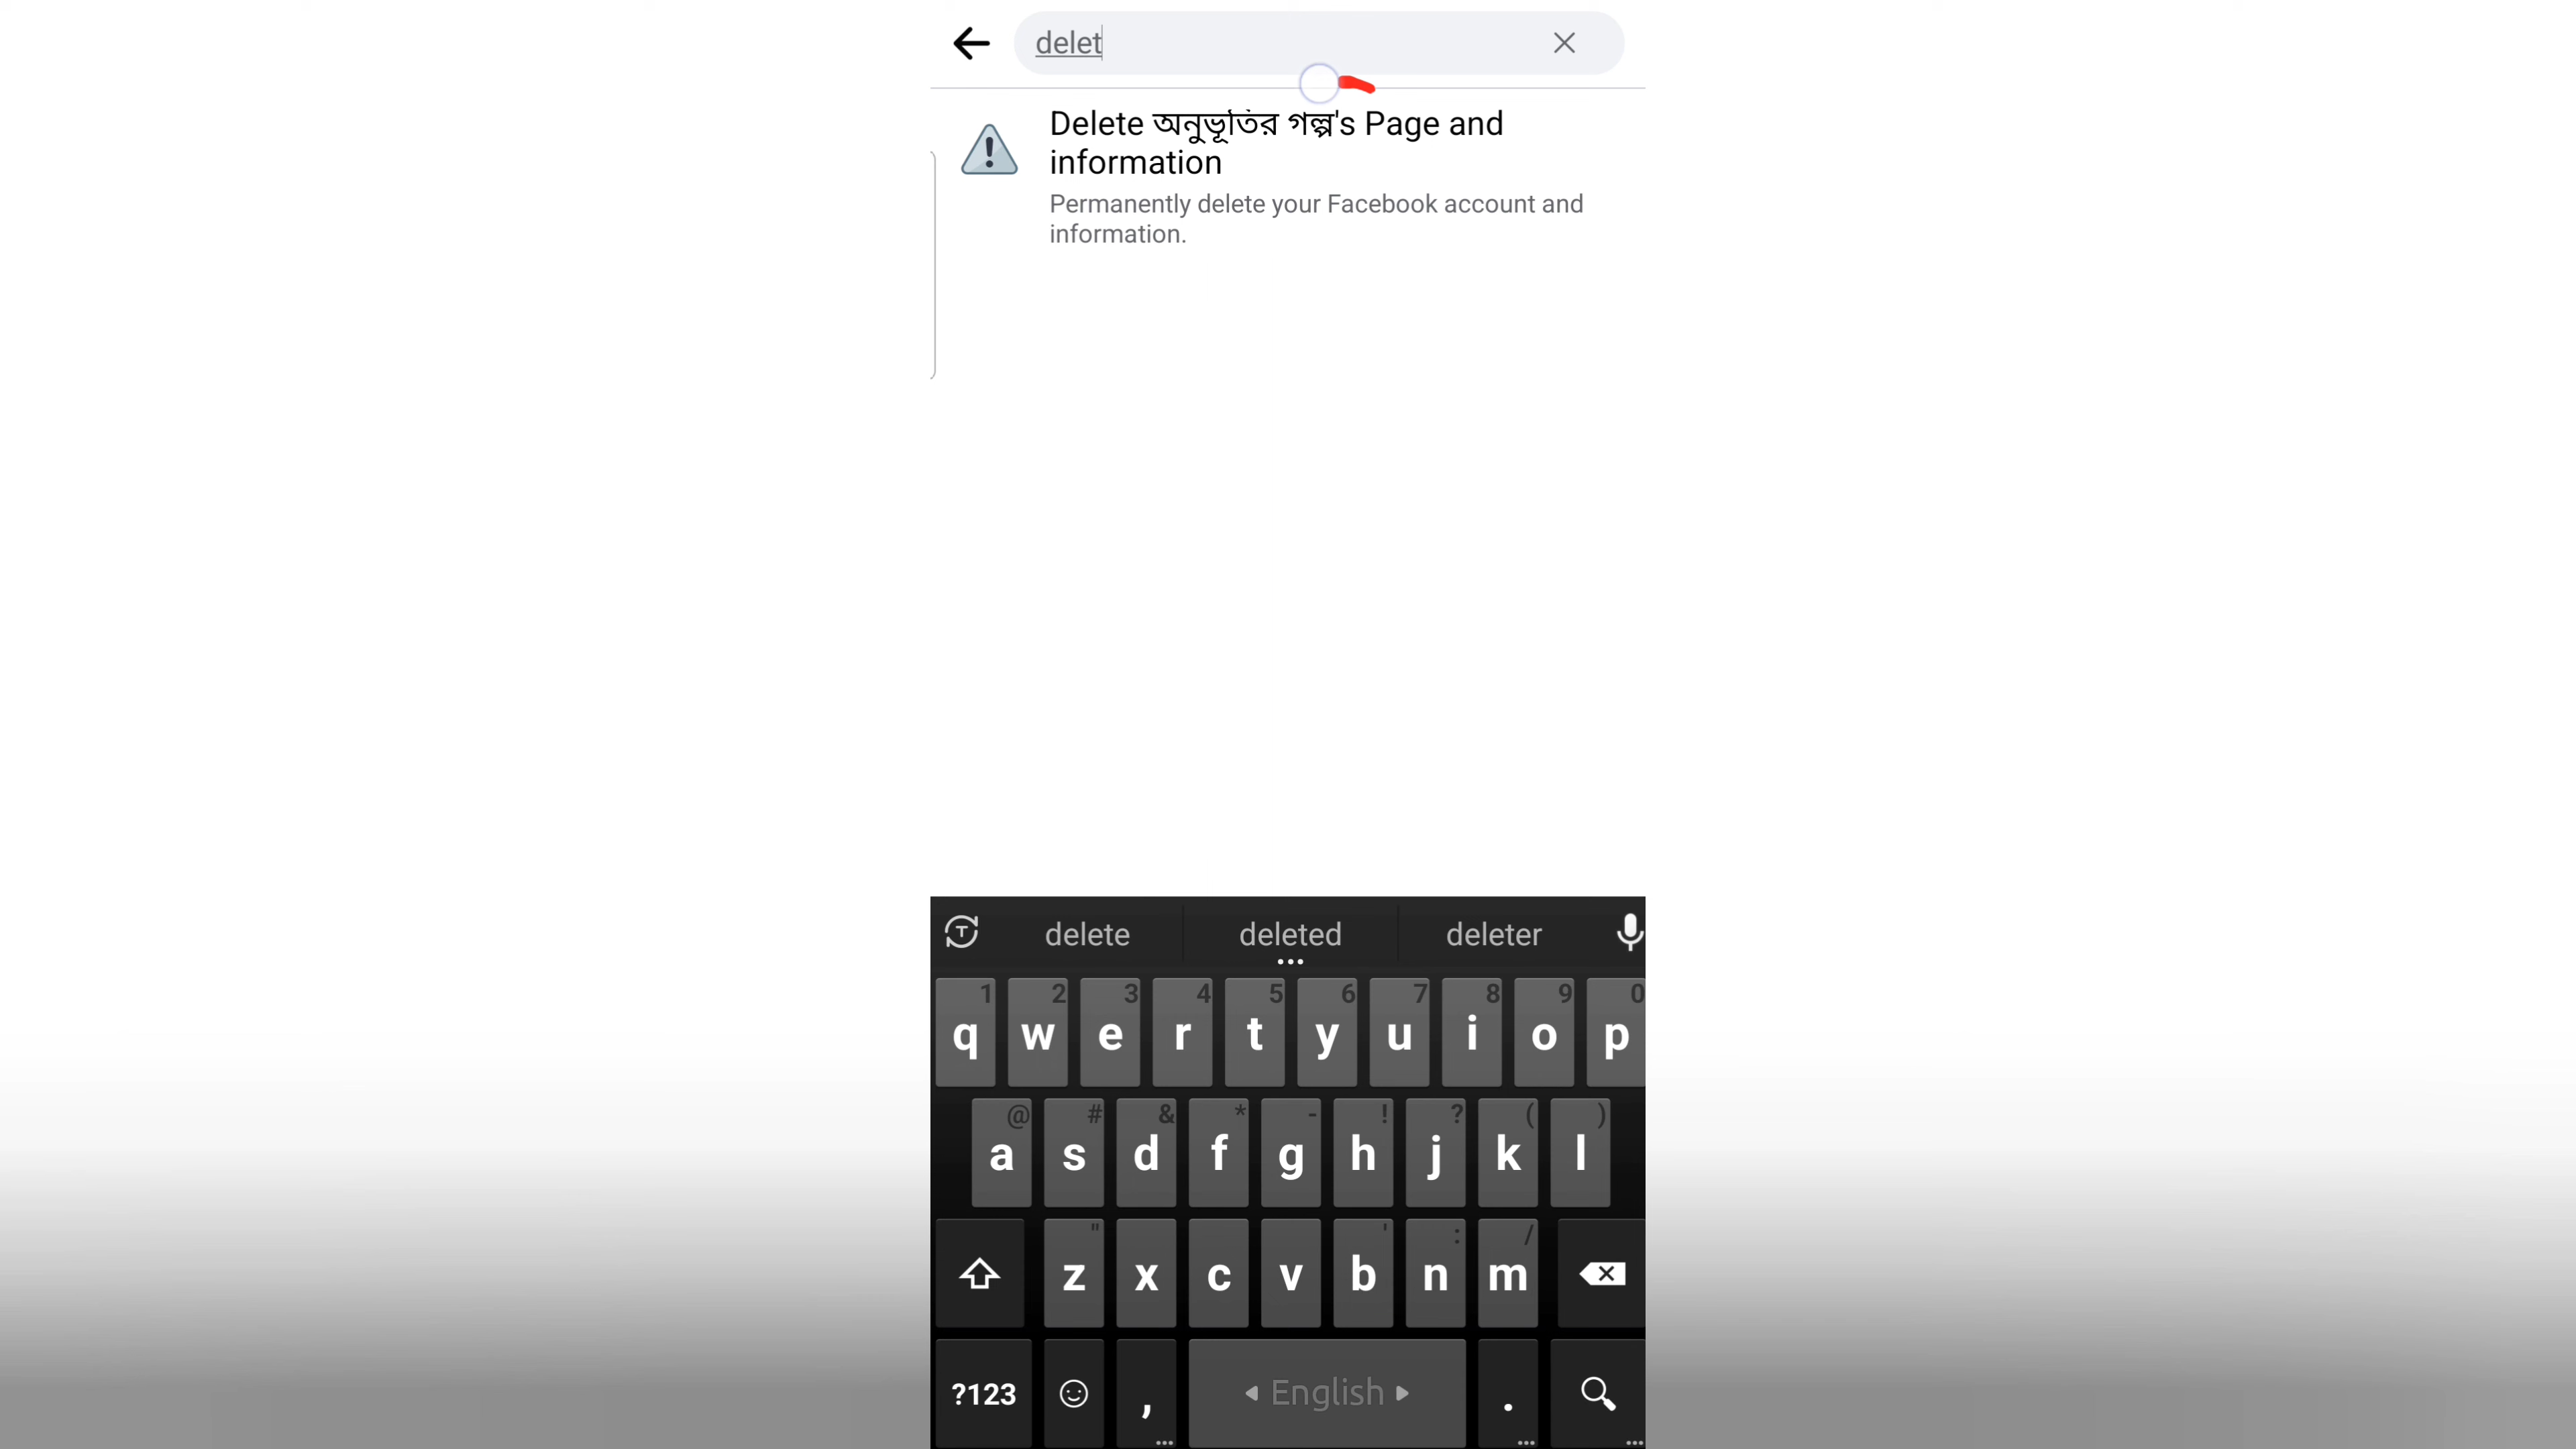 delet
Delete অনুভূতির গল্প's Page and
information
Permanently delete your Facebook account and
information.
delete deleted deleter
1 2 3 4 5 6 7 8 9 0
q w e r t y u i o p
@ # & * - ! ? ( )
a s d f g h j k l
" ' : /
z x c v b n m
?123 , English .